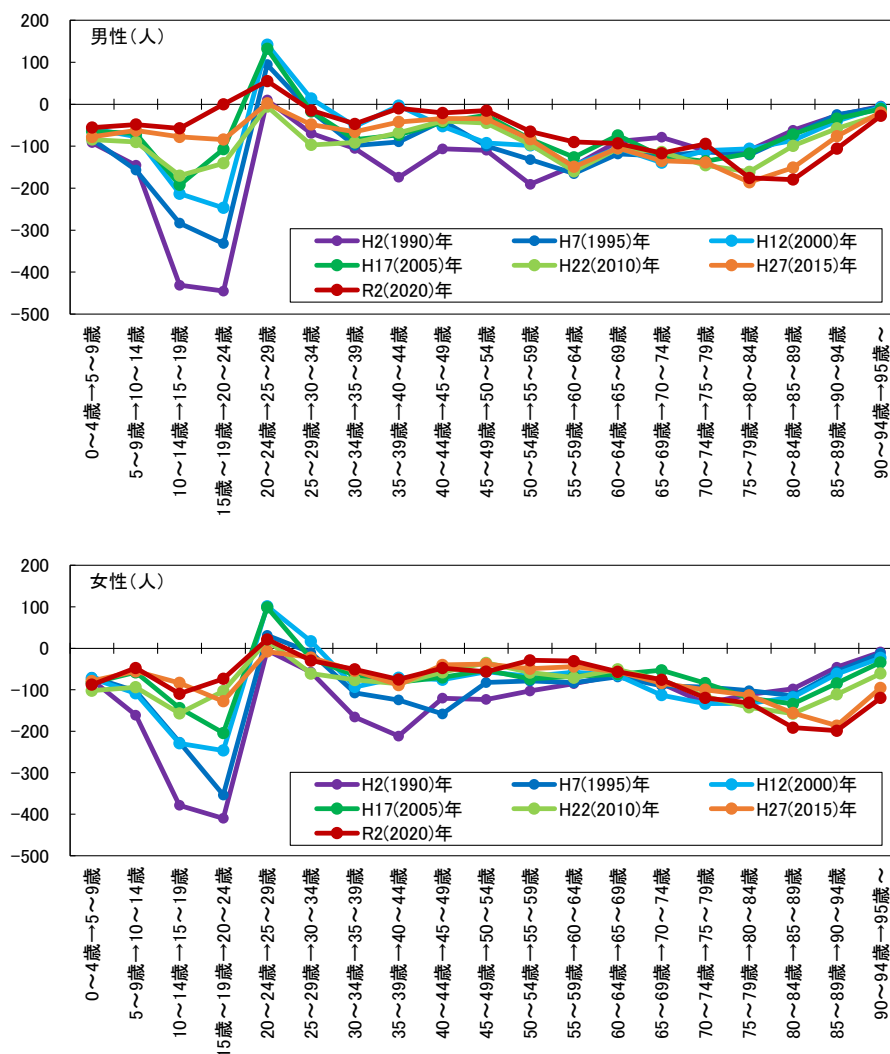 男性（人）
200
100
0
-100
-200
-300
-400
-500
H2(1990)年 H7(1995)年 H12(2000)年
H17(2005)年 H22(2010)年 H27(2015)年
R2(2020)年
0～4歳→5～9歳
5～9歳→10～14歳
10～14歳→15～19歳
15歳～19歳→20～24歳
20～24歳→25～29歳
25～29歳→30～34歳
30～34歳→35～39歳
35～39歳→40～44歳
40～44歳→45～49歳
45～49歳→50～54歳
50～54歳→55～59歳
55～59歳→60～64歳
60～64歳→65～69歳
65～69歳→70～74歳
70～74歳→75～79歳
75～79歳→80～84歳
80～84歳→85～89歳
85～89歳→90～94歳
90～94歳→95歳～
女性（人）
200
100
0
-100
-200
-300
-400
-500
H2(1990)年 H7(1995)年 H12(2000)年
H17(2005)年 H22(2010)年 H27(2015)年
R2(2020)年
0～4歳→5～9歳
5～9歳→10～14歳
10～14歳→15～19歳
15歳～19歳→20～24歳
20～24歳→25～29歳
25～29歳→30～34歳
30～34歳→35～39歳
35～39歳→40～44歳
40～44歳→45～49歳
45～49歳→50～54歳
50～54歳→55～59歳
55～59歳→60～64歳
60～64歳→65～69歳
65～69歳→70～74歳
70～74歳→75～79歳
75～79歳→80～84歳
80～84歳→85～89歳
85～89歳→90～94歳
90～94歳→95歳～